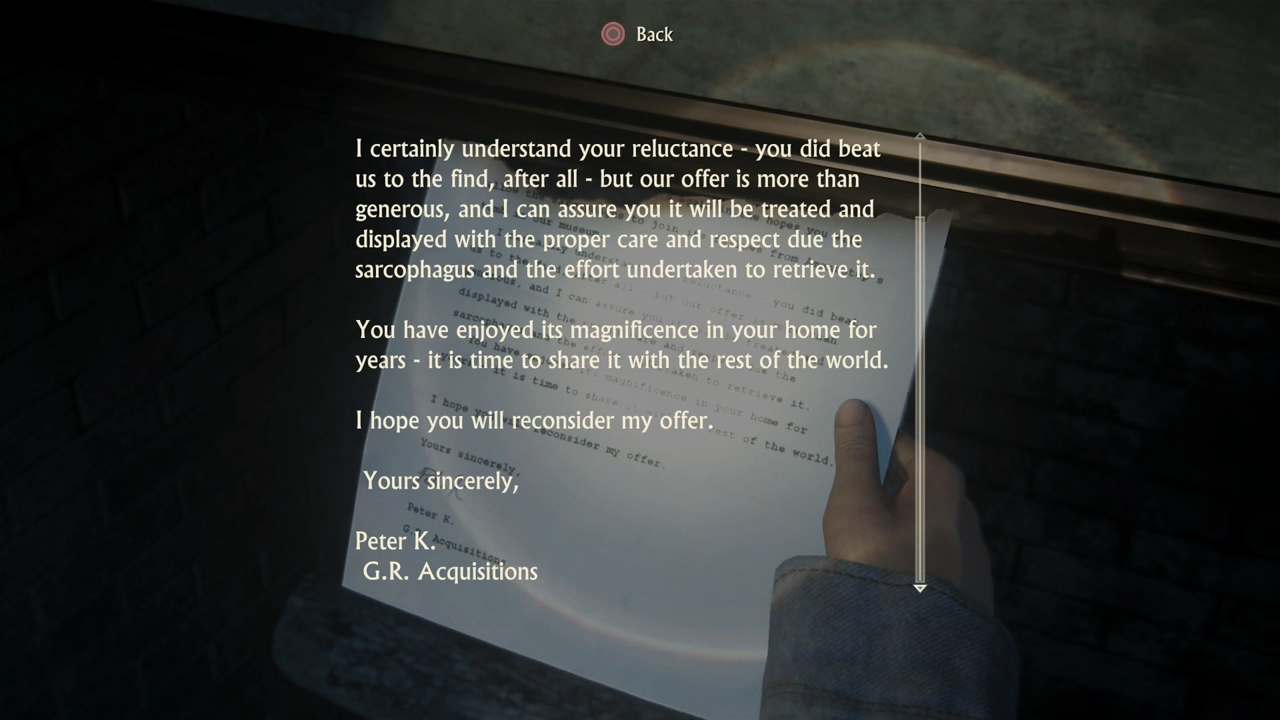 Back
I certainly understand your reluctance - you did beat
us to the find, after all - but our offer is more than
generous, and I can assure you it will be treated and
displayed with the proper care and respect due the
sarcophagus and the effort undertaken to retrieve it.
You have enjoyed its magnificence in your home for
years - it is time to share it with the rest of the world.
I hope you will reconsider my offer.
Yours sincerely,
Peter K.
G.R. Acquisitions